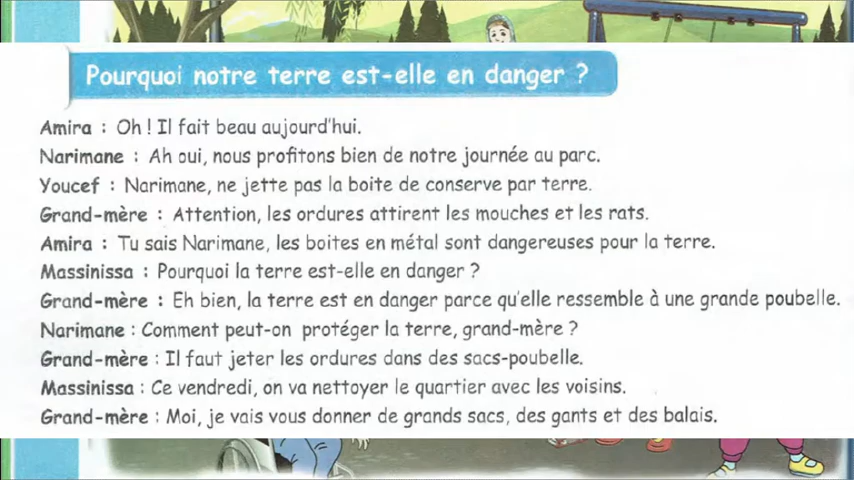 Pourquoi notre terre est-elle en danger ?
Amira : Oh ! Il fait beau aujourd'hui.
Narimane : Ah oui, nous profitons bien de notre journée au parc.
Youcef : Narimane, ne jette pas la boite de conserve par terre.
Grand-mère : Attention, les ordures attirent les mouches et les rats.
Amira : Tu sais Narimane, les boites en métal sont dangereuses pour la terre.
Massinissa : Pourquoi la terre est-elle en danger ?
Grand-mère : Eh bien, la terre est en danger parce qu'elle ressemble à une grande poubelle.
Narimane : Comment peut-on protéger la terre, grand-mère ?
Grand-mère : Il faut jeter les ordures dans des sacs-poubelle.
Massinissa : Ce vendredi, on va nettoyer le quartier avec les voisins.
Grand-mère : Moi, je vais vous donner de grands sacs, des gants et des balais.